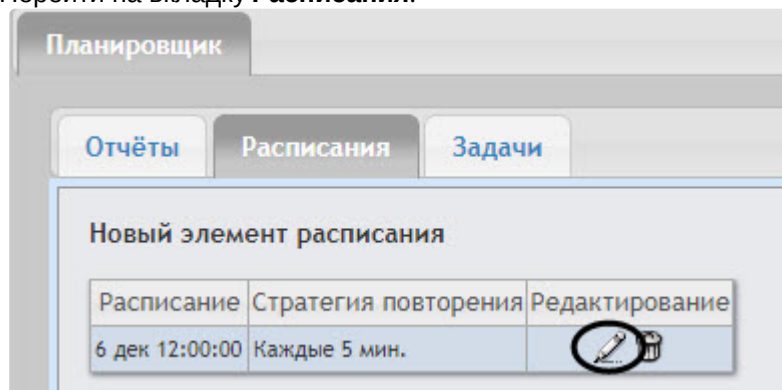 Перейти на вкладку Расписания.
Планировщик
Отчёты Расписания Задачи
Новый элемент расписания
Расписание Стратегия повторения Редактирование
6 дек 12:00:00 Каждые 5 мин.